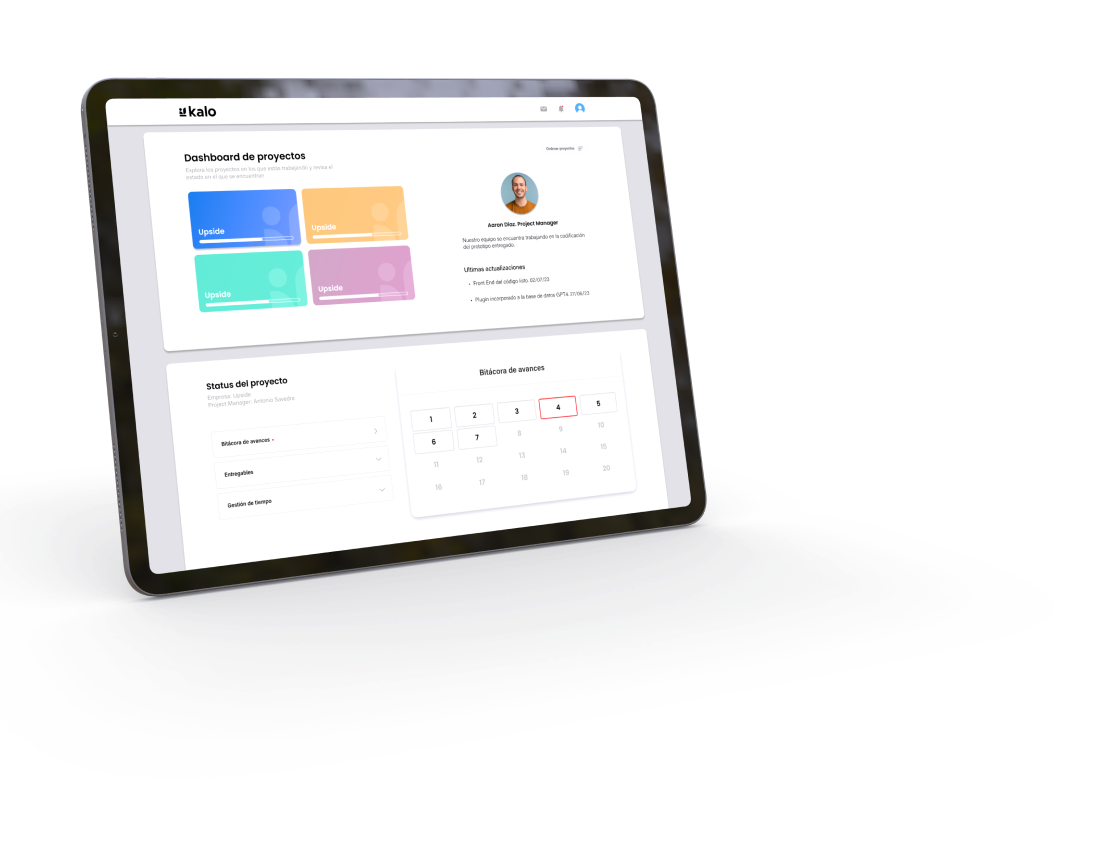 kalo
Dashboard de proyectos
Explora los proyectos en los que estás trabajando y revisa el
estado en el que se encuentran
Ordenar proyectos
Upside
Upside
Upside
Upside
Aaron Díaz. Project Manager
Nuestro equipo se encuentra trabajando en la codificación
del prototipo entregado.
Ultimas actualizaciones
• Front End del código listo. 02/07/23
• Plugin incorporado a la base de datos GPT4. 27/06/23
Status del proyecto
Empresa: Upside
Project Manager: Antonio Savedra
Bitácora de avances •
Entregables
Gestión de tiempo
Bitácora de avances
1 2 3 4 5
6 7 8 9 10
11 12 13 14 15
16 17 18 19 20